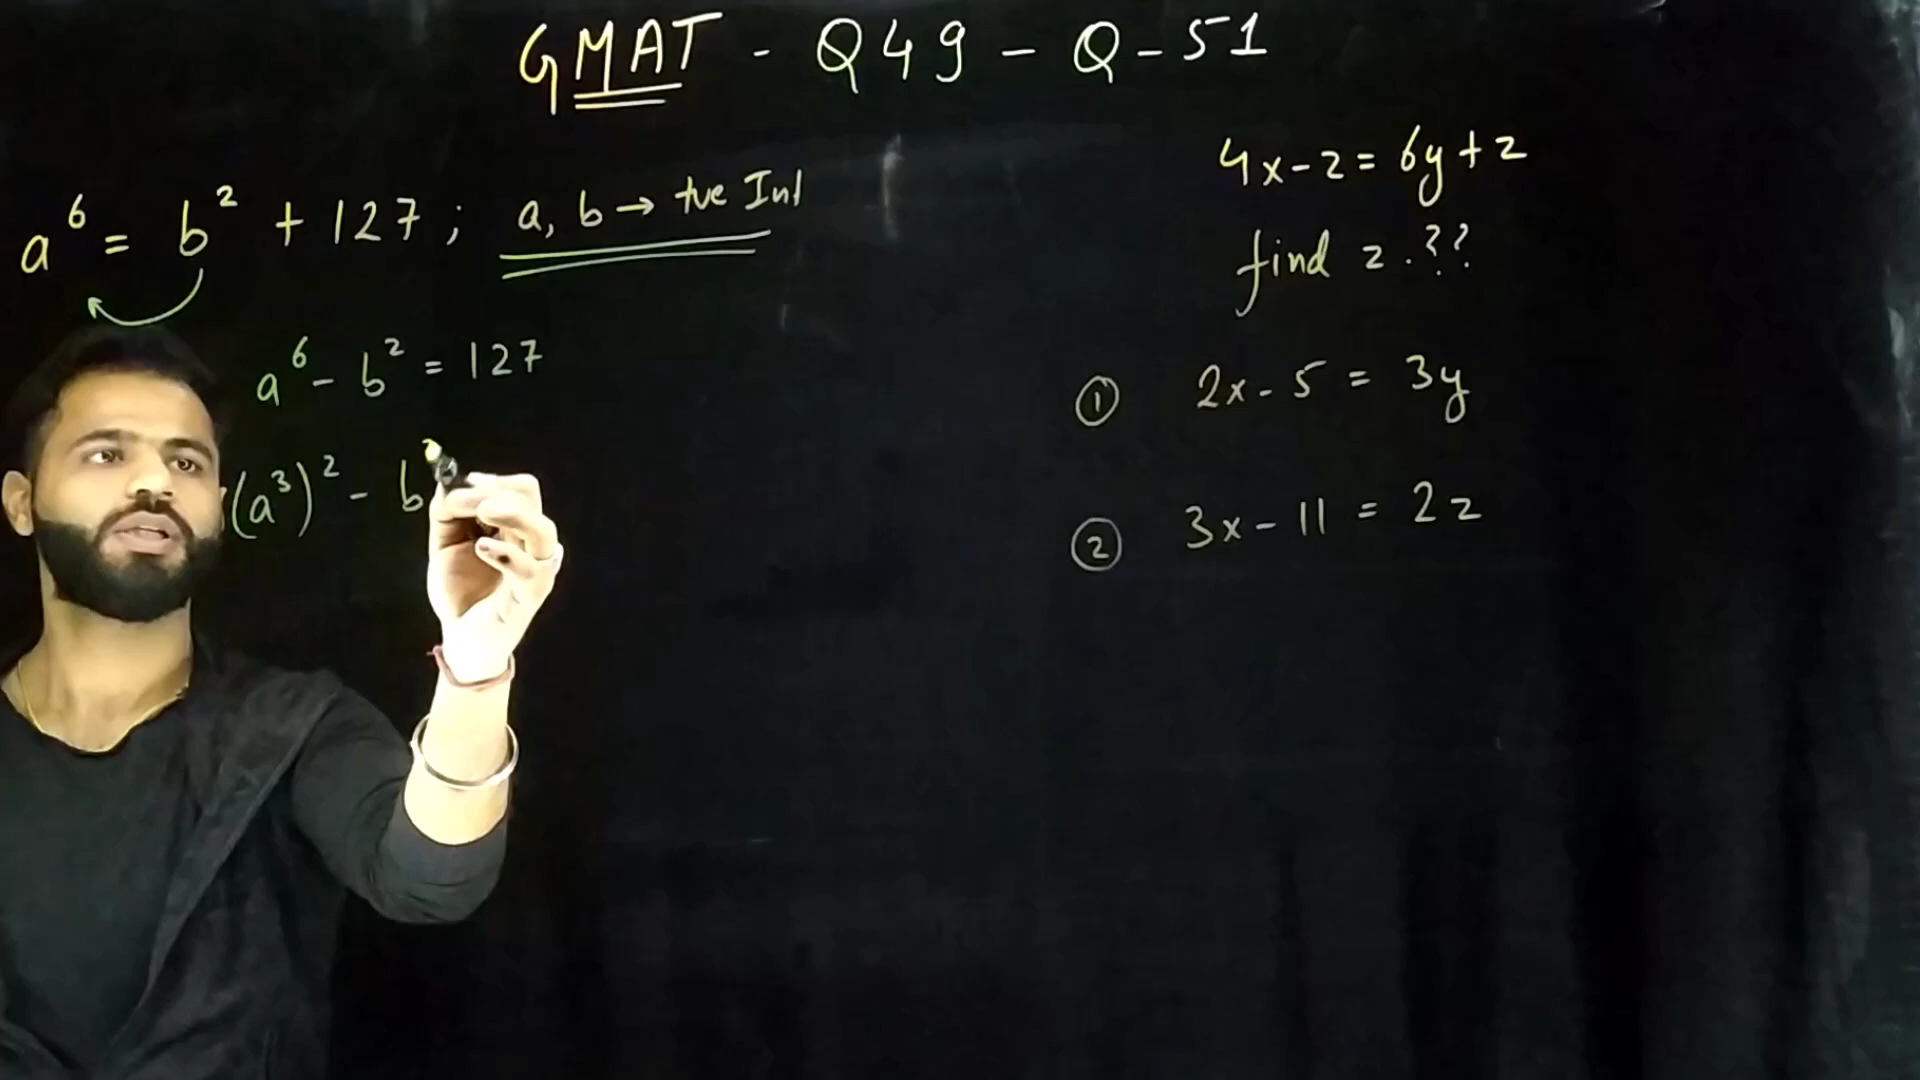 GMAT - Q49 - Q-51
a⁶ = b² + 127 ; a, b → +ve Int
a⁶ - b² = 127
(a³)² - b²
4x - z = 6y + z
find z . ??
① 2x - 5 = 3y
② 3x - 11 = 2z